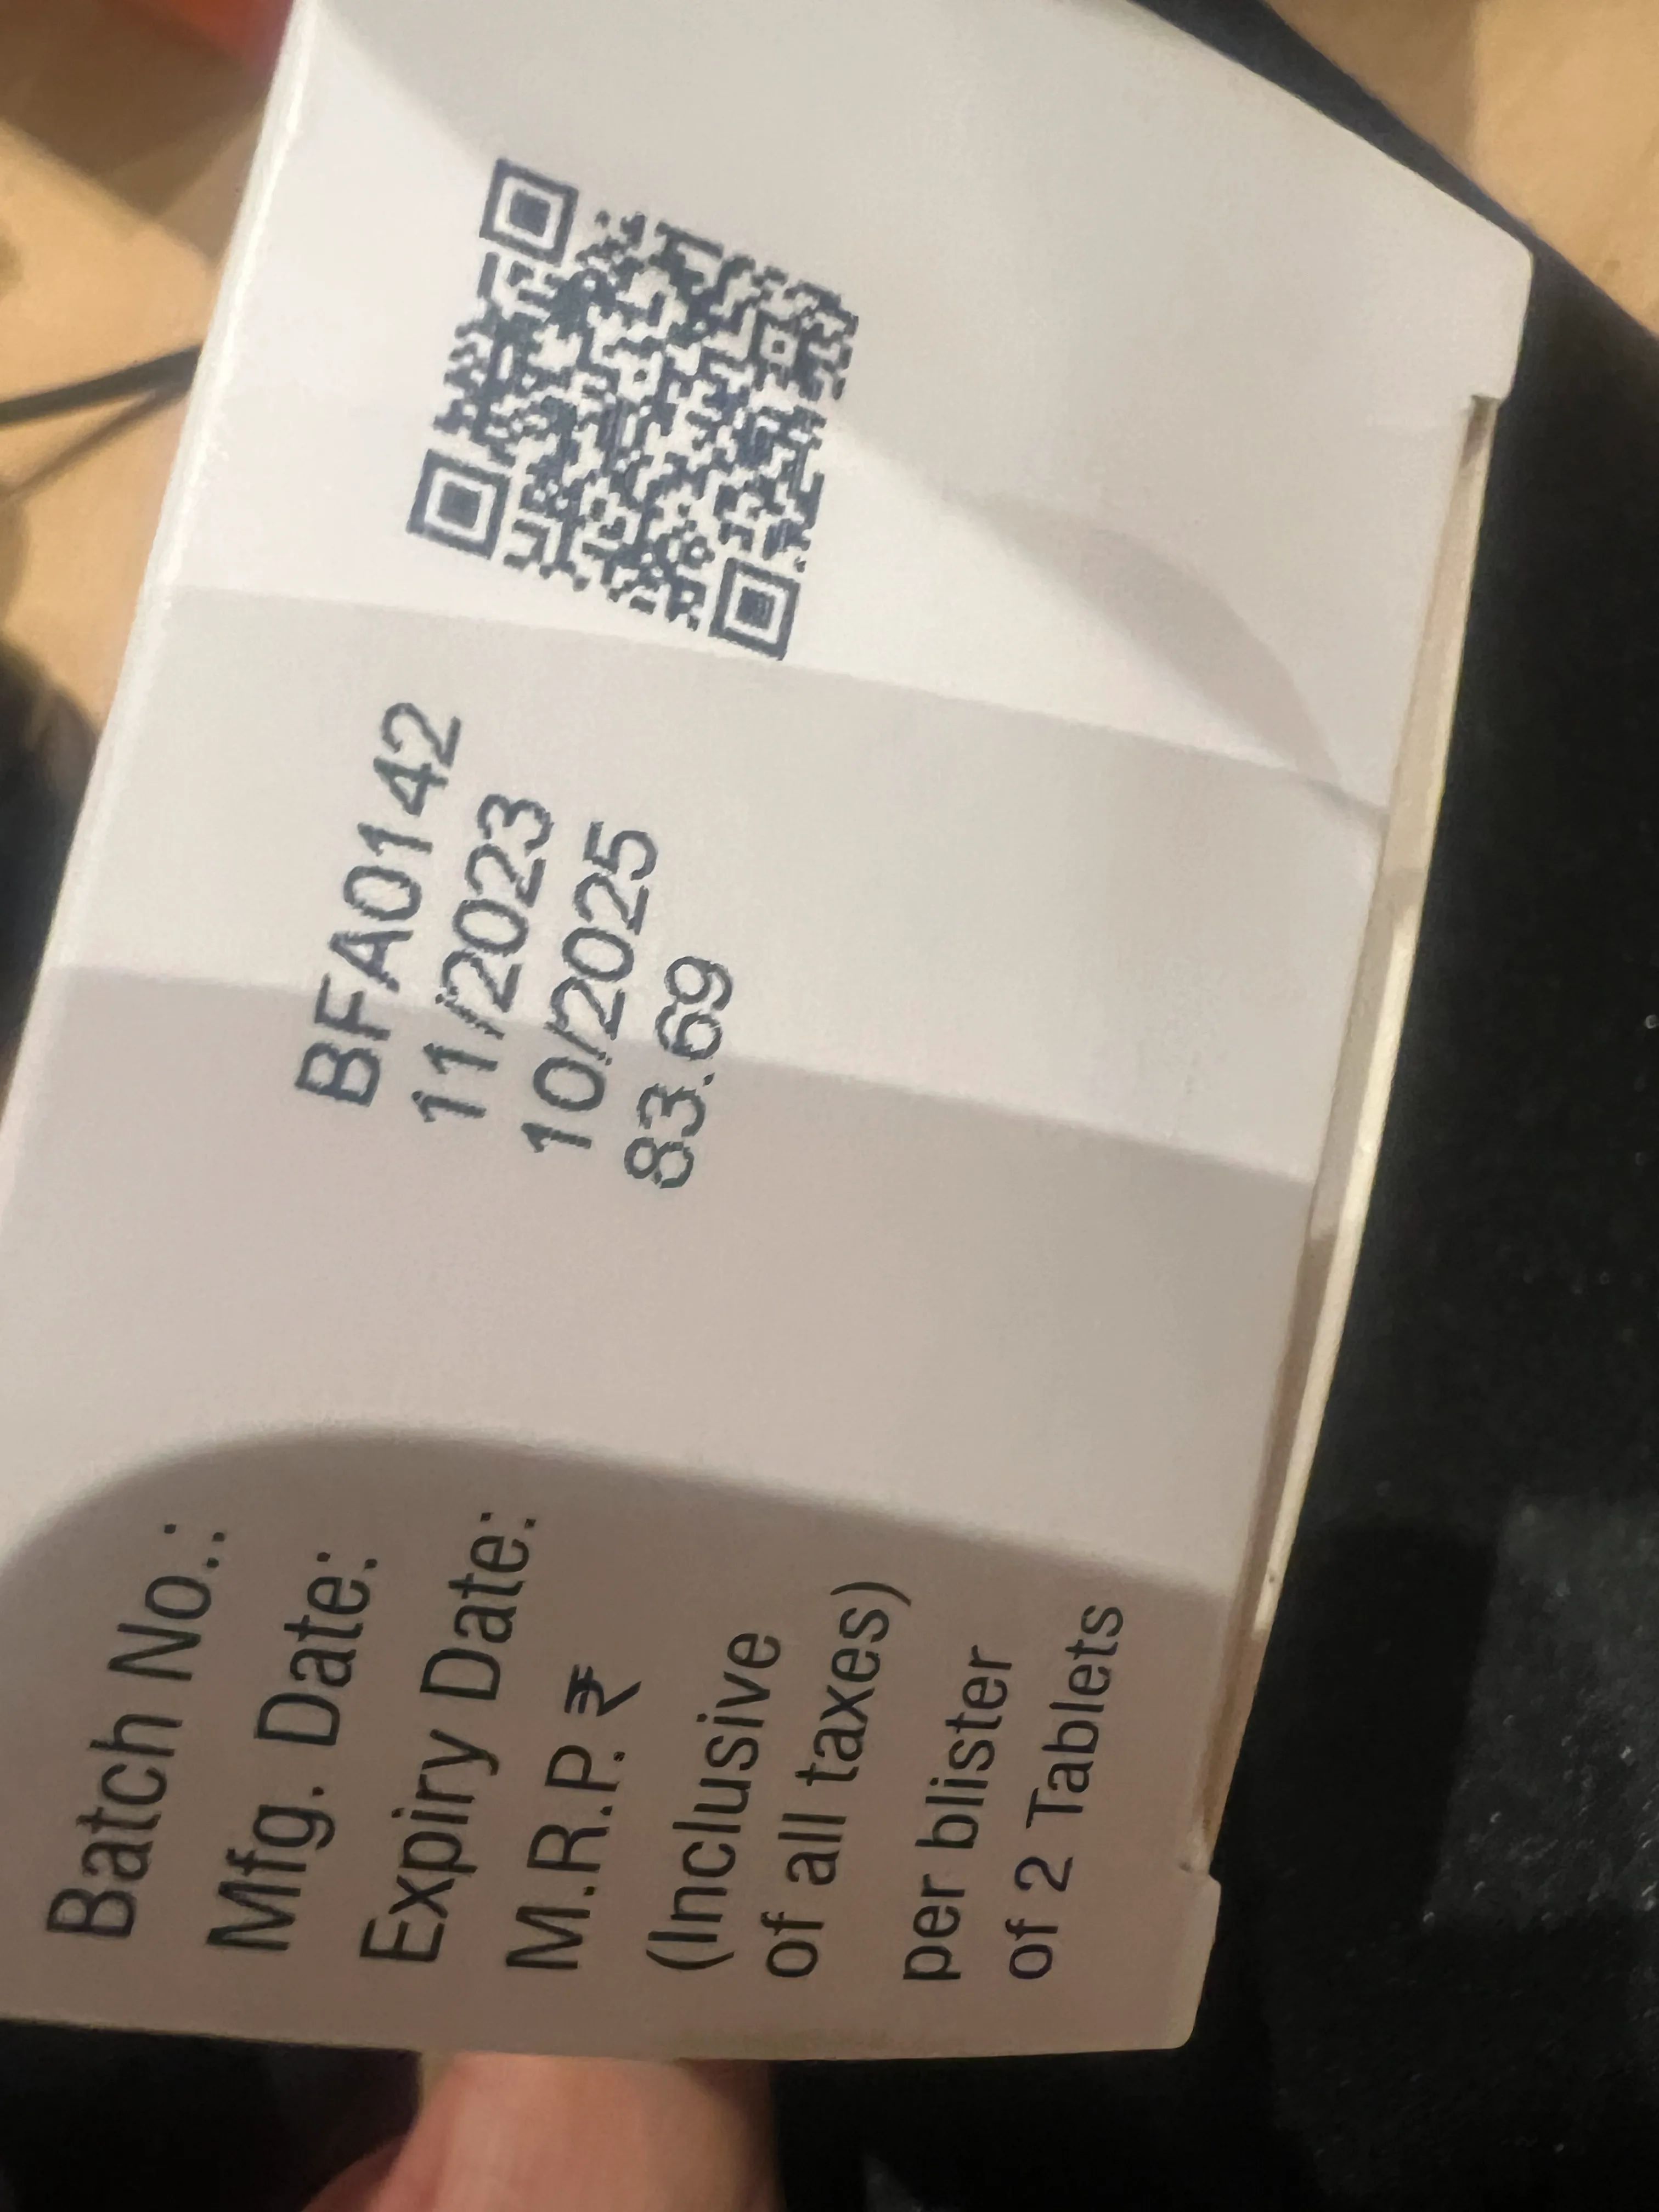 Batch No.: BFA0142
Mfg. Date: 11/2023
Expiry Date: 10/2025
M.R.P. ₹ 83.69
(Inclusive
of all taxes)
per blister
of 2 Tablets